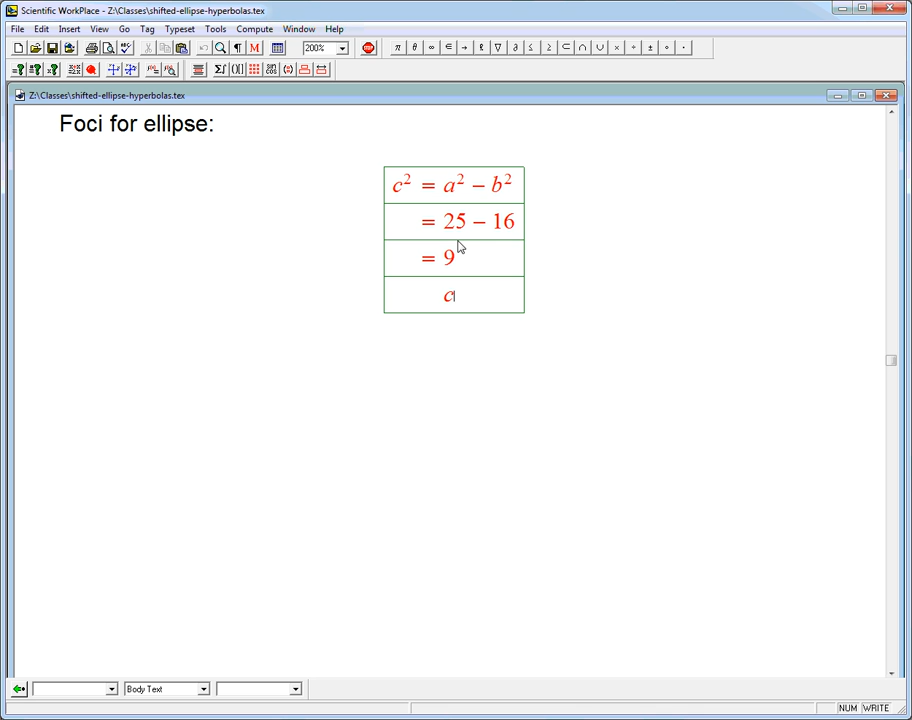 Scientific WorkPlace - Z:\Classes\shifted-ellipse-hyperbolas.tex
File Edit Insert View Go Tag Typeset Tools Compute Window Help
200%
Z:\Classes\shifted-ellipse-hyperbolas.tex
Foci for ellipse:
c² = a² − b²
= 25 − 16
= 9
c
Body Text
NUM WRITE